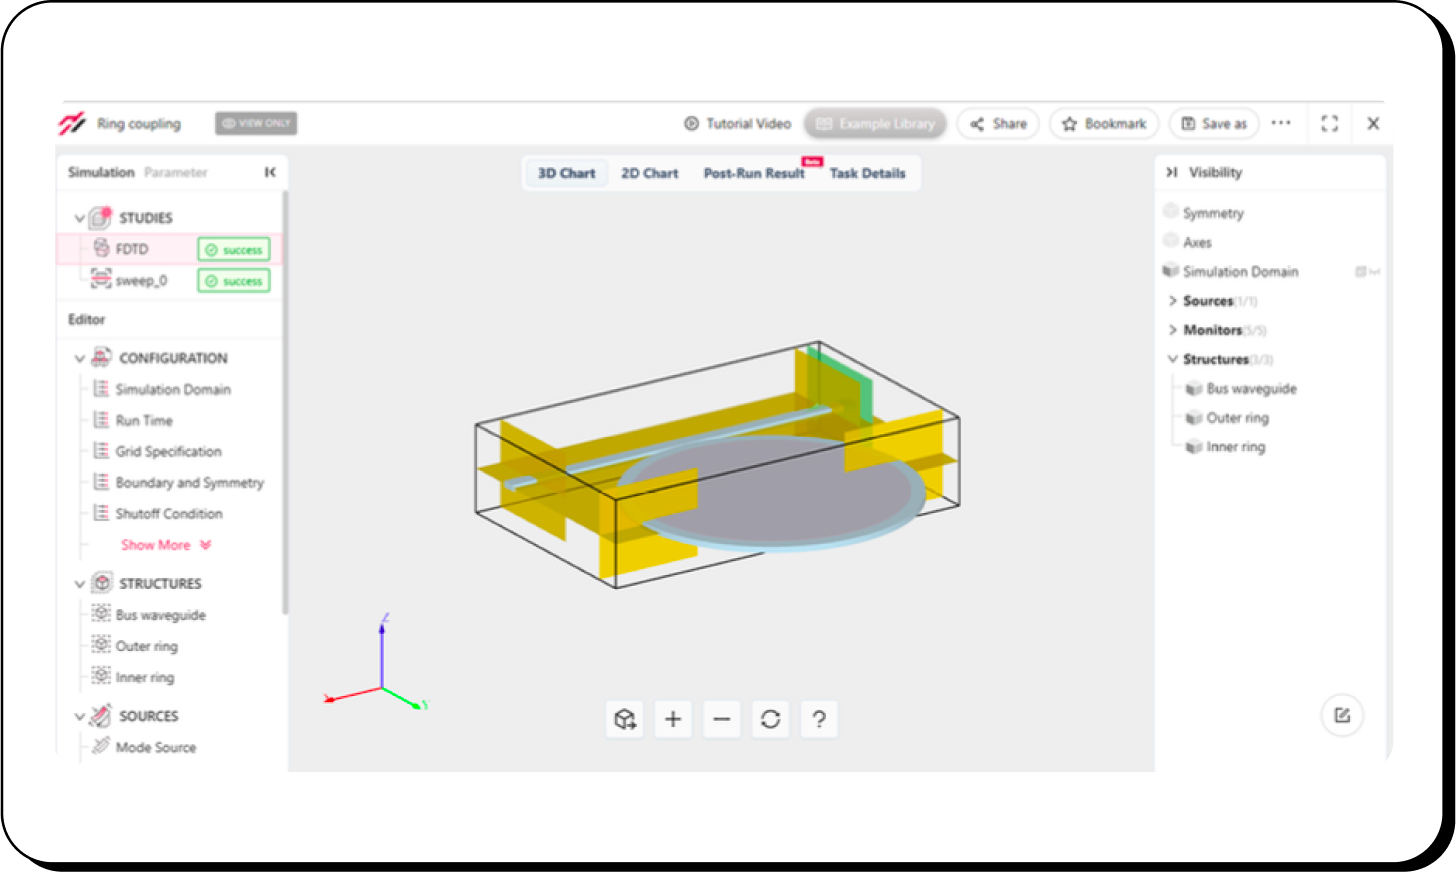 Ring coupling
VIEW ONLY
Tutorial Video
Example Library
Share
Bookmark
Save as
Simulation Parameter
STUDIES
FDTD success
sweep_0 success
Editor
CONFIGURATION
Simulation Domain
Run Time
Grid Specification
Boundary and Symmetry
Shutoff Condition
Show More
STRUCTURES
Bus waveguide
Outer ring
Inner ring
SOURCES
Mode Source
3D Chart
2D Chart
Post-Run Result
Beta
Task Details
Z
X
Y
?
Visibility
Symmetry
Axes
Simulation Domain
Sources(1/1)
Monitors(5/5)
Structures(3/3)
Bus waveguide
Outer ring
Inner ring